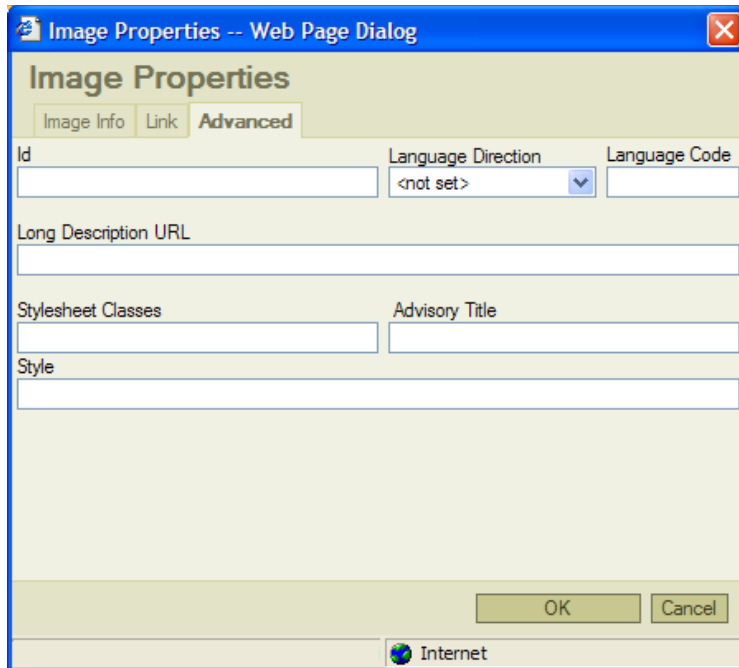 Image Properties -- Web Page Dialog
Image Properties
Image Info Link Advanced
Id Language Direction Language Code
<not set>
Long Description URL
Stylesheet Classes Advisory Title
Style
OK Cancel
Internet